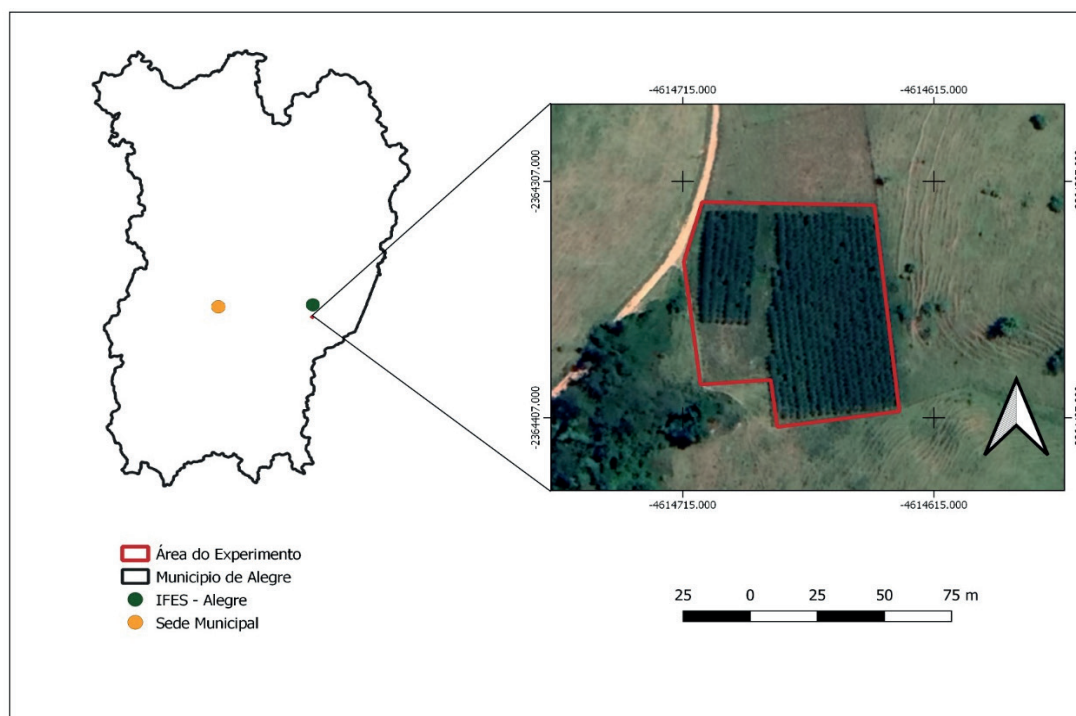 -4614715.000 -4614615.000
-2364307.000
-2364407.000
-4614715.000 -4614615.000
Área do Experimento
Municipio de Alegre
IFES - Alegre
Sede Municipal
25 0 25 50 75 m